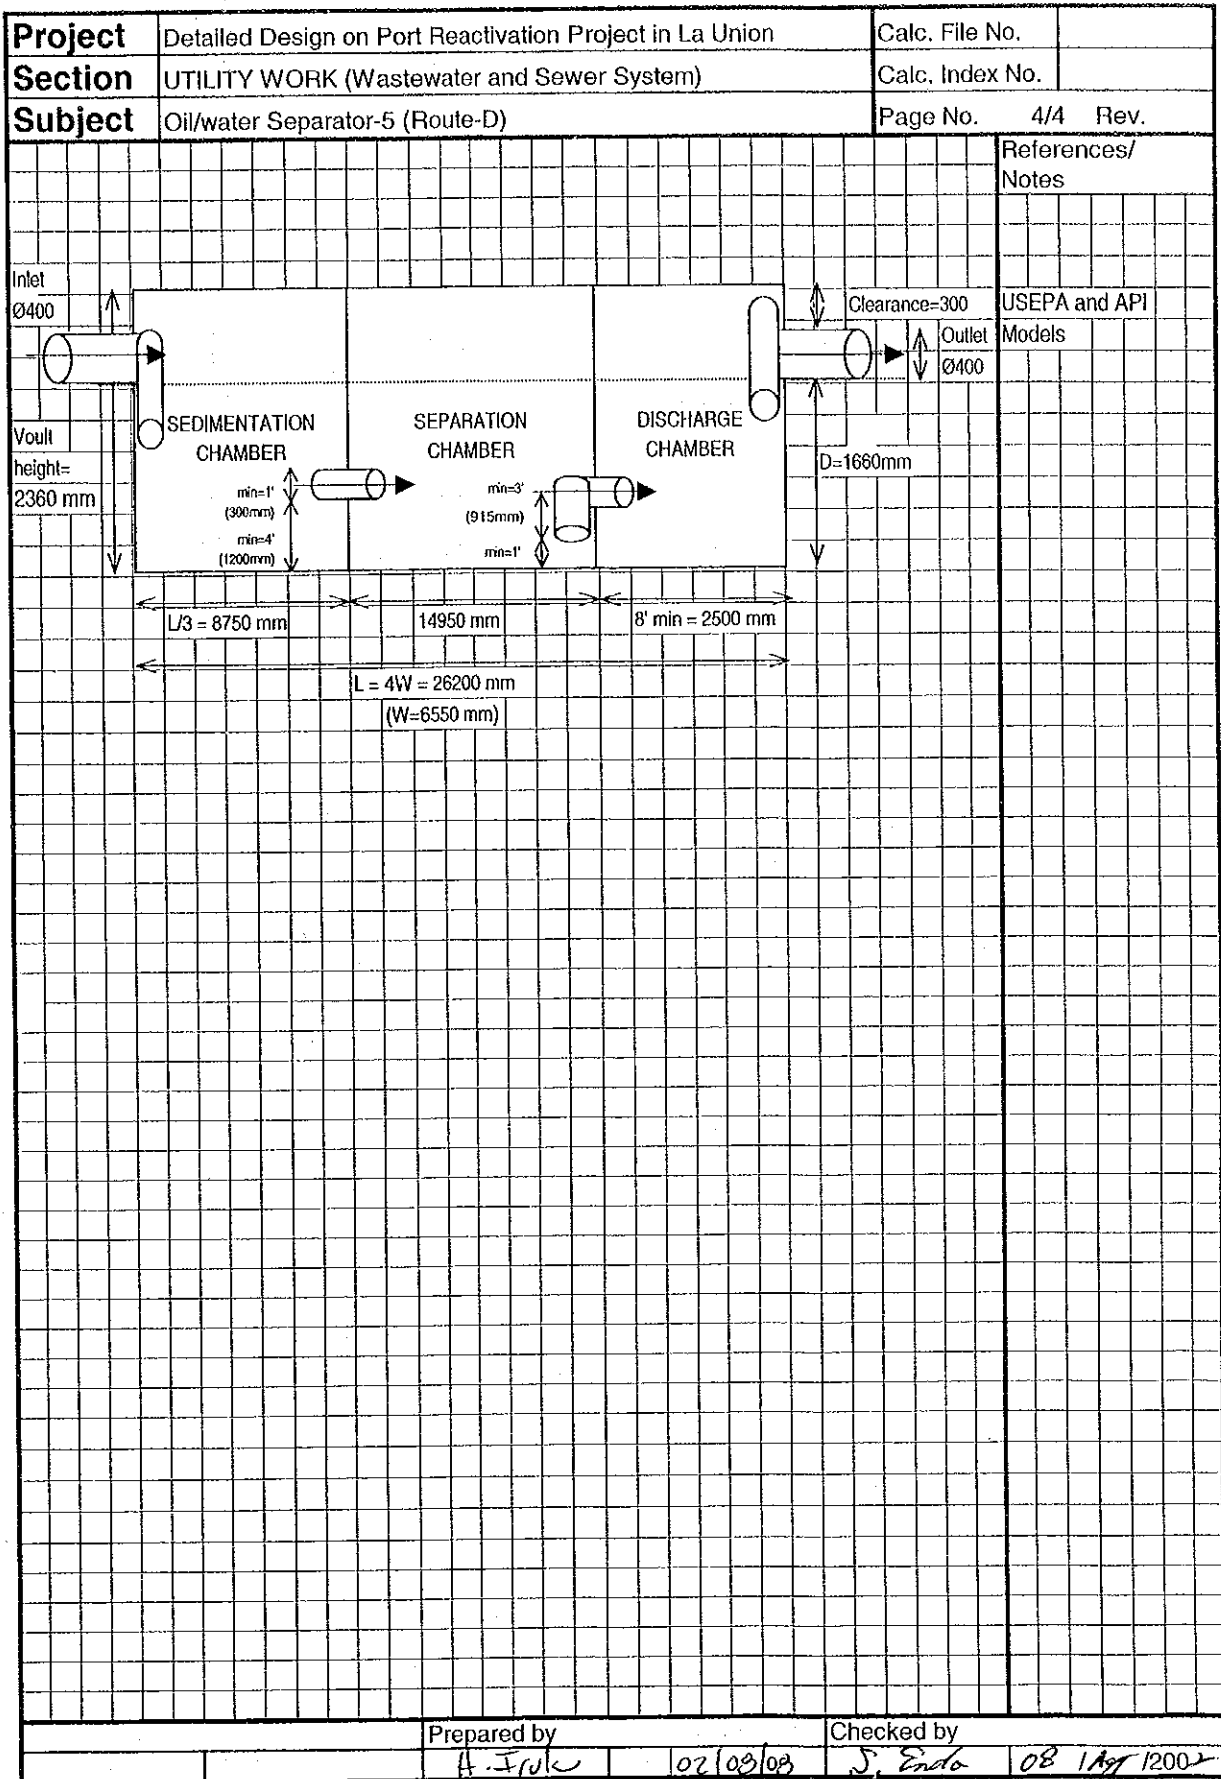 Project Detailed Design on Port Reactivation Project in La Union Calc. File No.
Section UTILITY WORK (Wastewater and Sewer System) Calc. Index No.
Subject Oil/water Separator-5 (Route-D) Page No. 4/4 Rev.
References/
Notes
Inlet
Ø400
Clearance=300
USEPA and API
Outlet
Models
Ø400
SEDIMENTATION
CHAMBER
SEPARATION
CHAMBER
DISCHARGE
CHAMBER
Voult
height=
2360 mm
D=1660mm
min=1'
(300mm)
min=4'
(1200mm)
min=3'
(915mm)
min=1'
L/3 = 8750 mm
14950 mm
8' min = 2500 mm
L = 4W = 26200 mm
(W=6550 mm)
Prepared by
Checked by
02/08/08
J. Endo
08 / Agt /2002